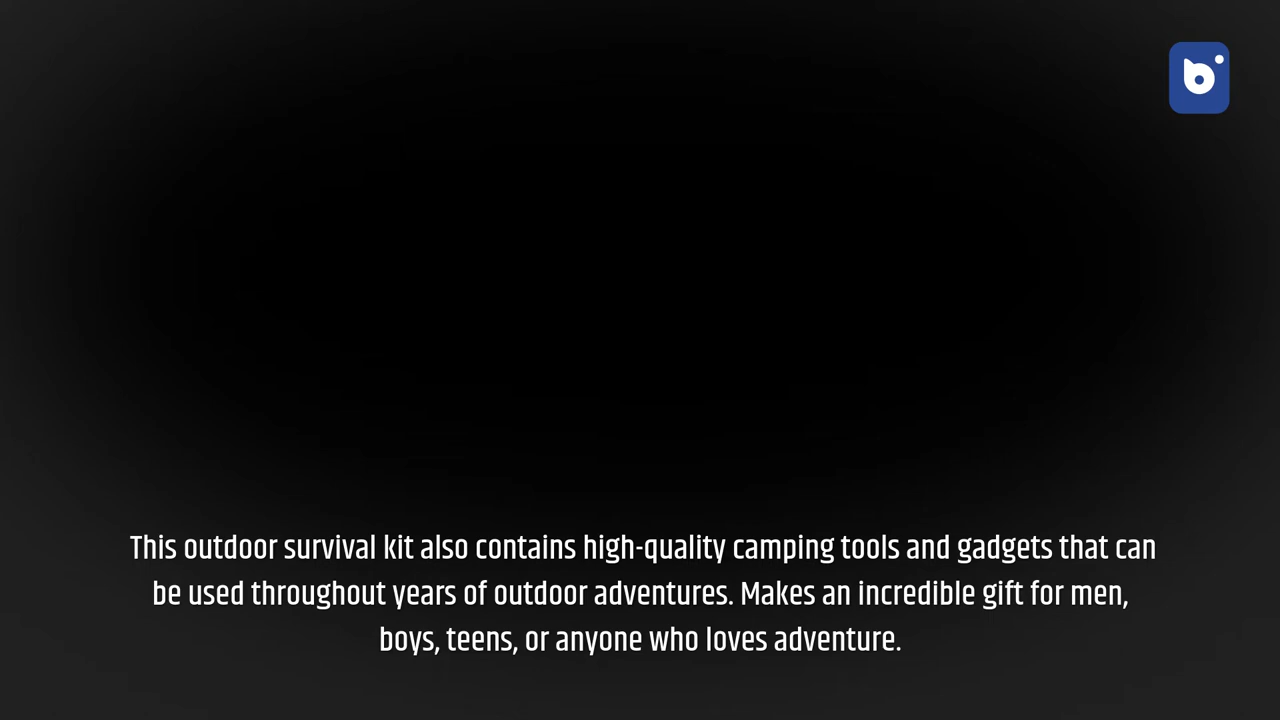 This outdoor survival kit also contains high-quality camping tools and gadgets that can
be used throughout years of outdoor adventures. Makes an incredible gift for men,
boys, teens, or anyone who loves adventure.